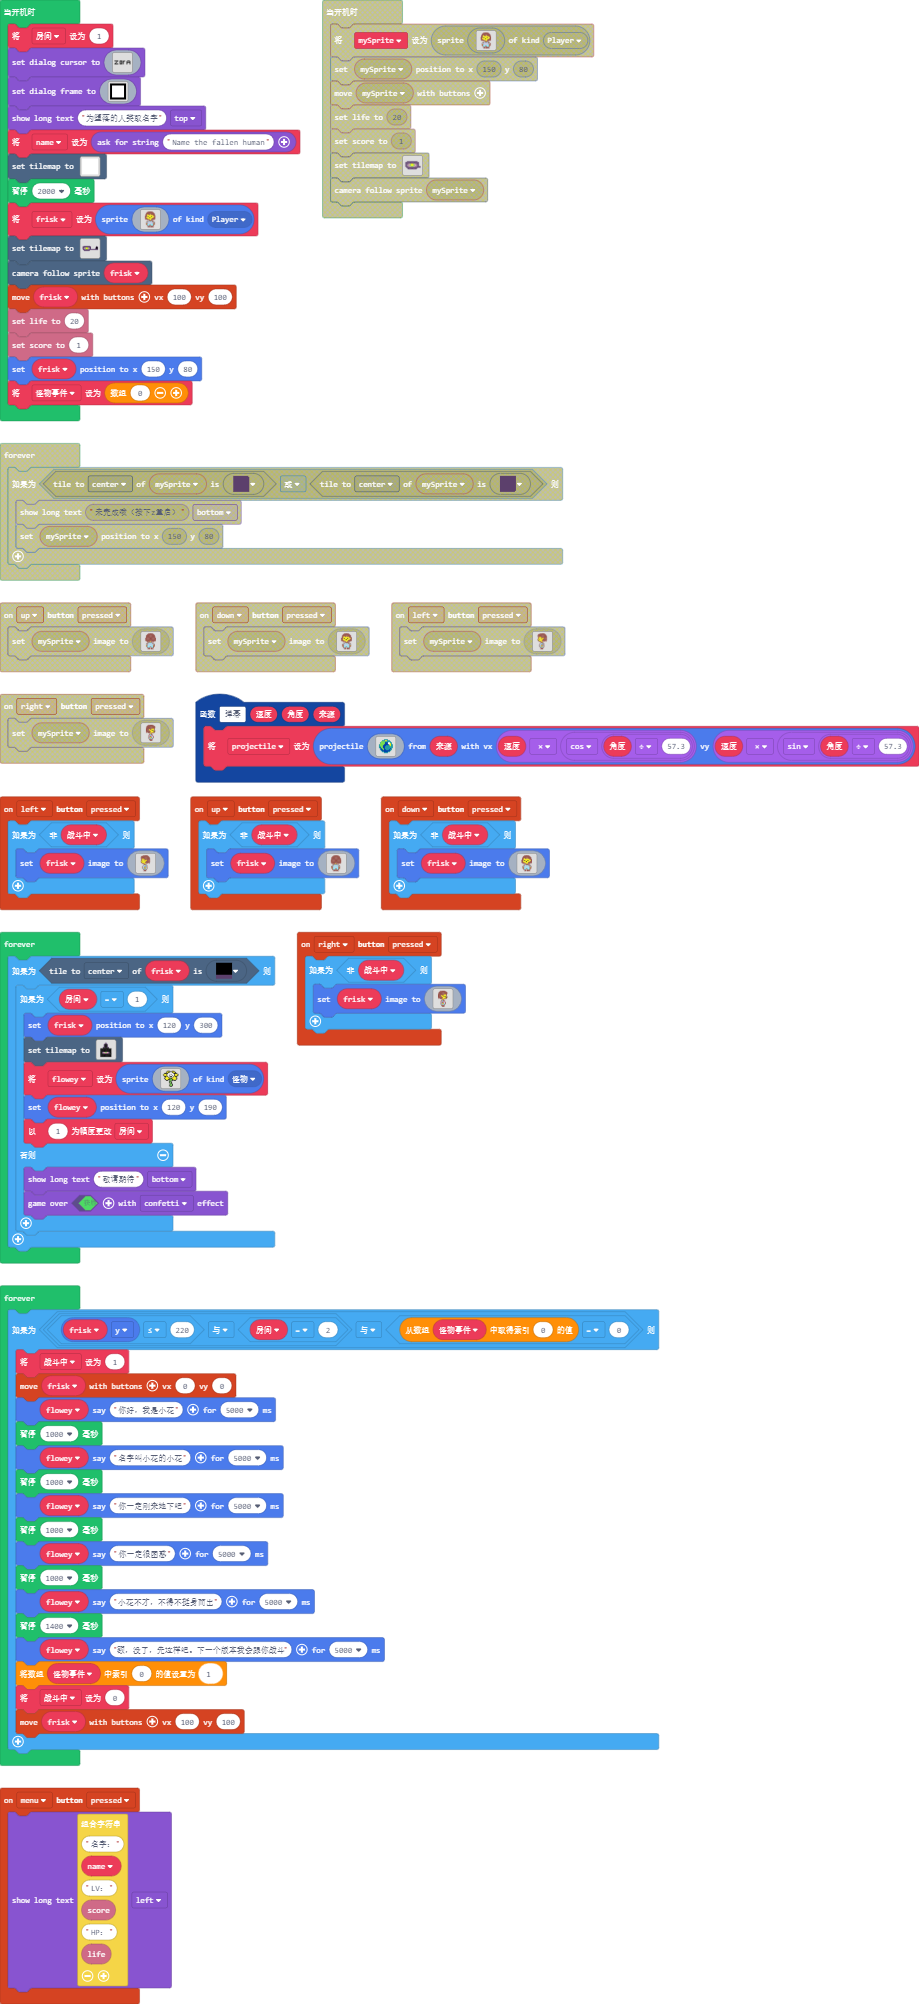 当开机时
将 房间 设为 1
set dialog cursor to
set dialog frame to
show long text "为堕落的人类取名字" top
将 name 设为 ask for string "Name the fallen human"
set tilemap to
暂停 2000 毫秒
将 frisk 设为 sprite of kind Player
set tilemap to
camera follow sprite frisk
move frisk with buttons vx 100 vy 100
set life to 20
set score to 1
set frisk position to x 150 y 80
将 怪物事件 设为 数组 0
当开机时
将 mySprite 设为 sprite of kind Player
set mySprite position to x 150 y 80
move mySprite with buttons
set life to 20
set score to 1
set tilemap to
camera follow sprite mySprite
forever
如果为 tile to center of mySprite is 或 tile to center of mySprite is 则
show long text bottom
set mySprite position to x 150 y 80
on up button pressed
set mySprite image to
on down button pressed
set mySprite image to
on left button pressed
set mySprite image to
on right button pressed
set mySprite image to
函数 速度 角度 来源
将 projectile 设为 projectile from 来源 with vx 速度 × cos 角度 ÷ 57.3 vy 速度 × sin 角度 ÷ 57.3
on left button pressed
如果为 非 战斗中 则
set frisk image to
on up button pressed
如果为 非 战斗中 则
set frisk image to
on down button pressed
如果为 非 战斗中 则
set frisk image to
forever
如果为 tile to center of frisk is 则
如果为 房间 = 1 则
set frisk position to x 120 y 300
set tilemap to
将 flowey 设为 sprite of kind 怪物
set flowey position to x 120 y 190
以 1 为幅度更改 房间
否则
show long text "敬请期待" bottom
game over with confetti effect
on right button pressed
如果为 非 战斗中 则
set frisk image to
forever
如果为 frisk y ≤ 220 与 房间 = 2 与 从数组 怪物事件 中取得索引 0 的值 = 0 则
将 战斗中 设为 1
move frisk with buttons vx 0 vy 0
flowey say "你好，我是小花" for 5000 ms
暂停 1000 毫秒
flowey say "名字叫小花的小花" for 5000 ms
暂停 1000 毫秒
flowey say "你一定刚来地下吧" for 5000 ms
暂停 1000 毫秒
flowey say "你一定很困惑" for 5000 ms
暂停 1000 毫秒
flowey say "小花不才，不得不挺身而出" for 5000 ms
暂停 1400 毫秒
flowey say "额，没了，先这样吧。下一个版本我会跟你战斗" for 5000 ms
将数组 怪物事件 中索引 0 的值设置为 1
将 战斗中 设为 0
move frisk with buttons vx 100 vy 100
on menu button pressed
show long text 组合字符串 left
"名字："
name
"LV："
score
"HP："
life